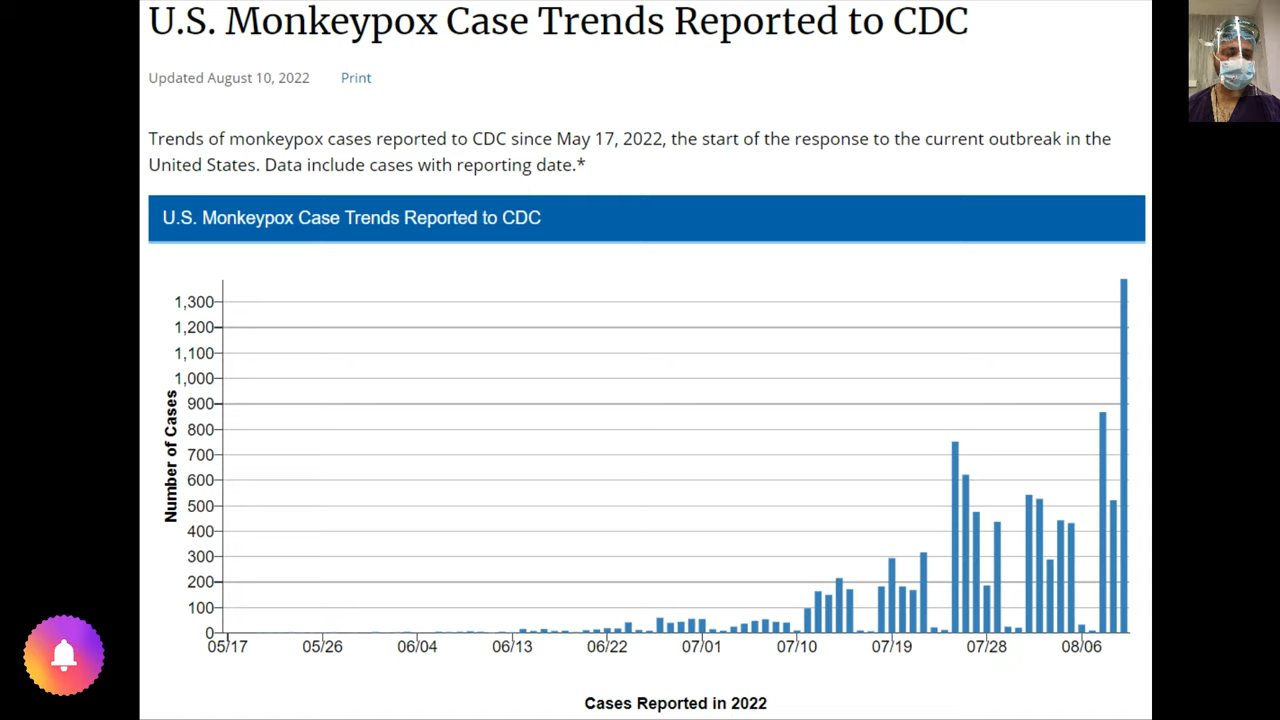 U.S. Monkeypox Case Trends Reported to CDC
Updated August 10, 2022 Print
Trends of monkeypox cases reported to CDC since May 17, 2022, the start of the response to the current outbreak in the
United States. Data include cases with reporting date.*
U.S. Monkeypox Case Trends Reported to CDC
Number of Cases
1,300
1,200
1,100
1,000
900
800
700
600
500
400
300
200
100
0
05/17 05/26 06/04 06/13 06/22 07/01 07/10 07/19 07/28 08/06
Cases Reported in 2022